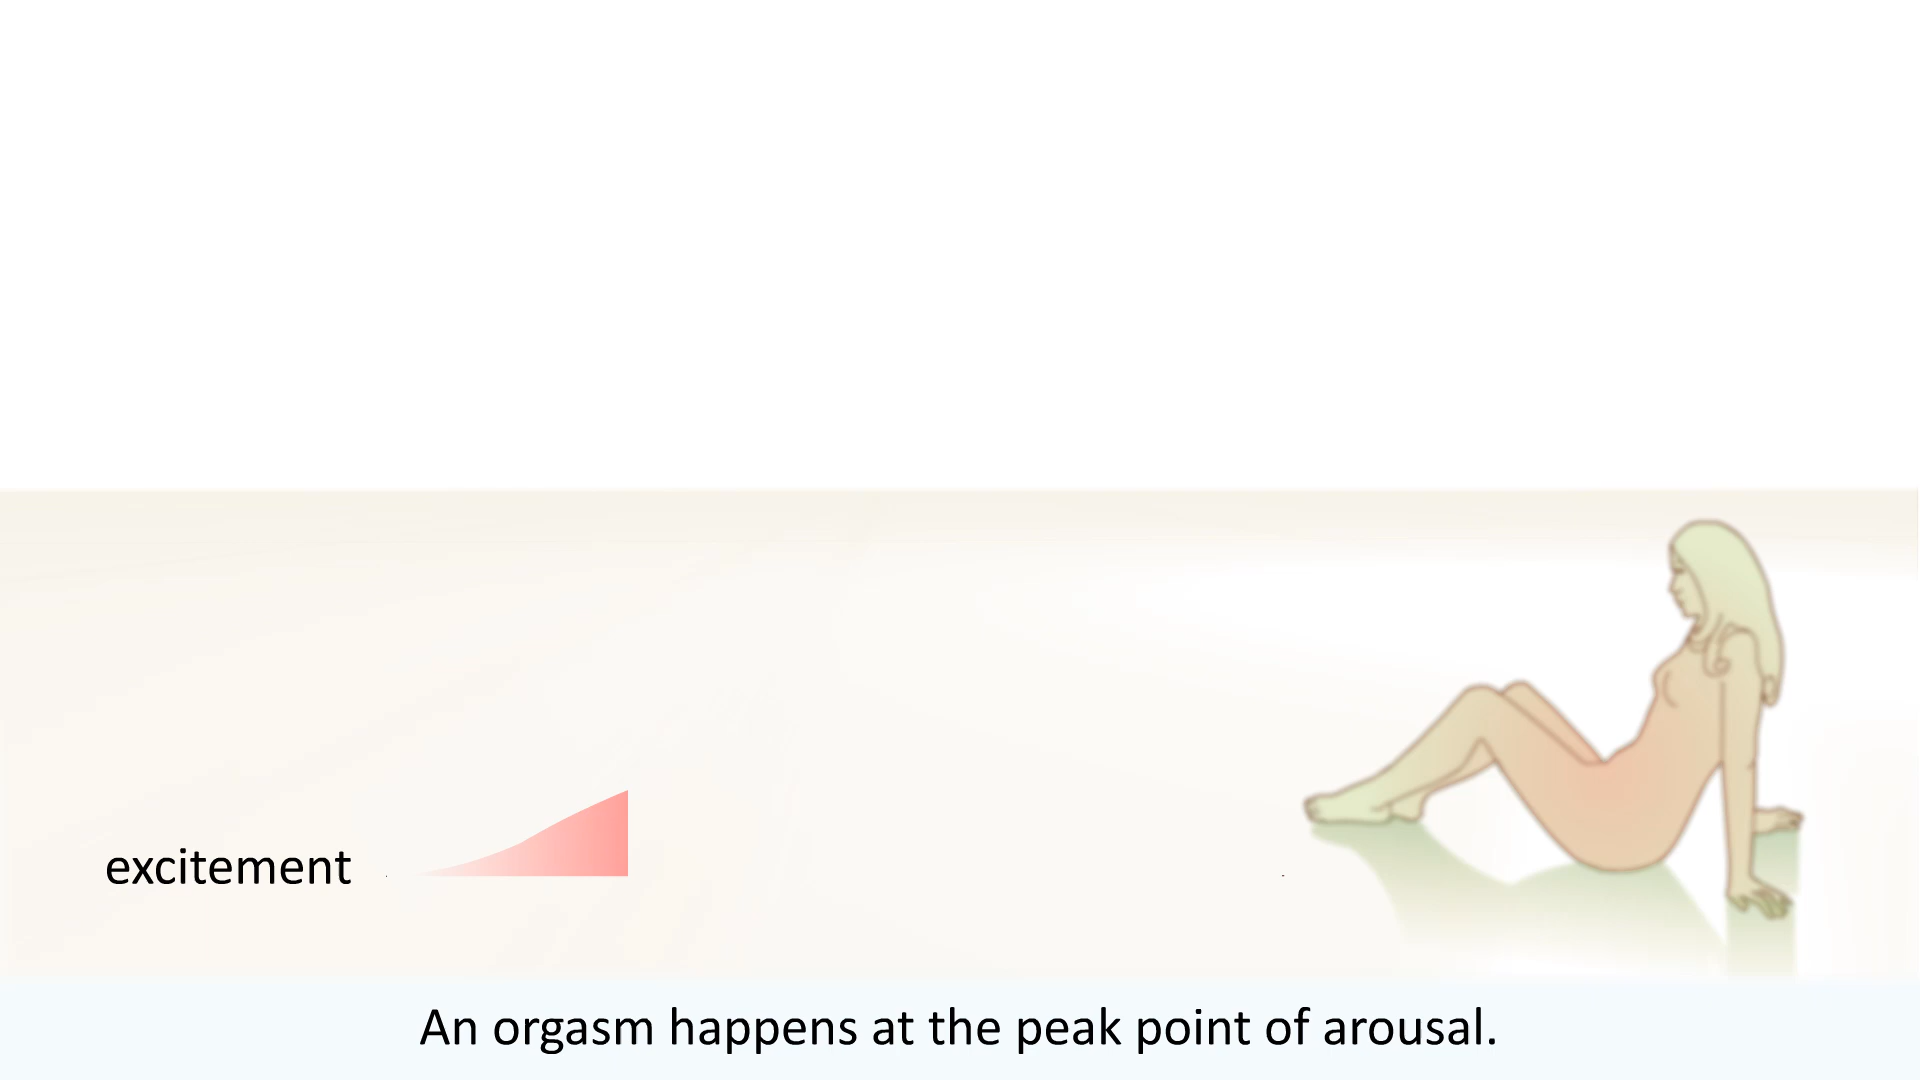 excitement
An orgasm happens at the peak point of arousal.